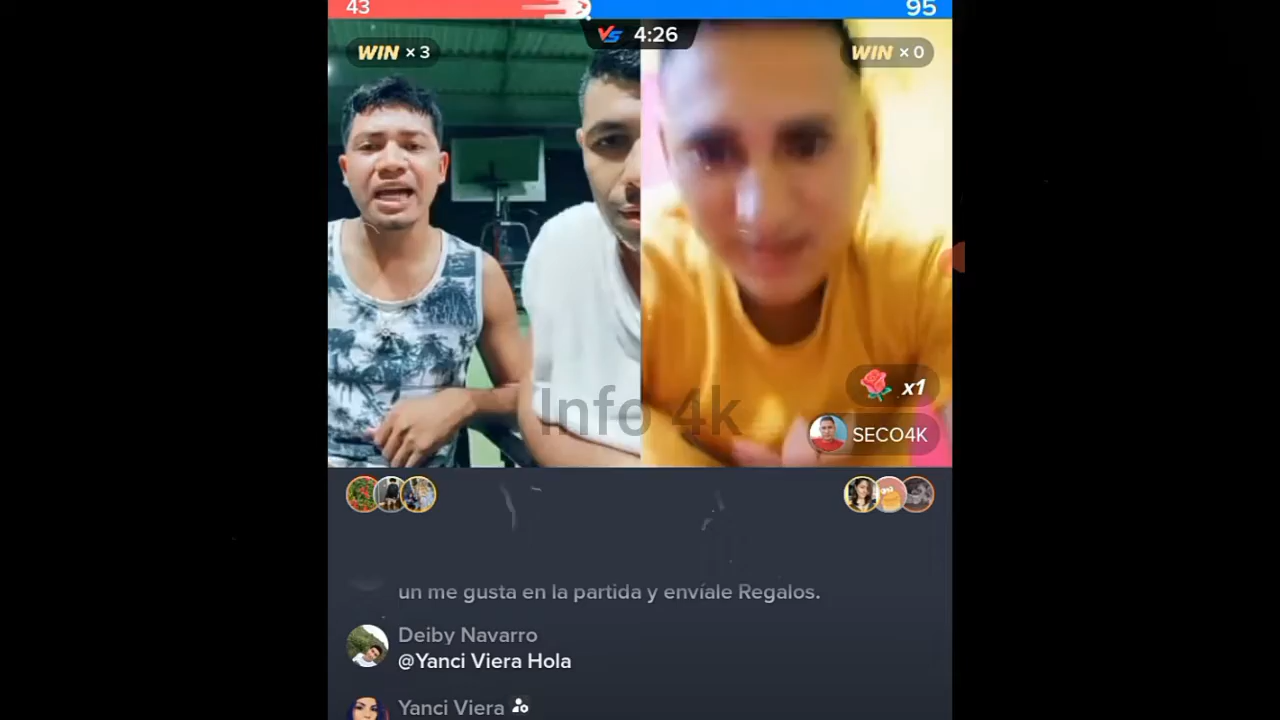 43
95
VS 4:26
WIN × 3
WIN × 0
x1
Info 4k
SECO4K
un me gusta en la partida y envíale Regalos.
Deiby Navarro
@Yanci Viera Hola
Yanci Viera